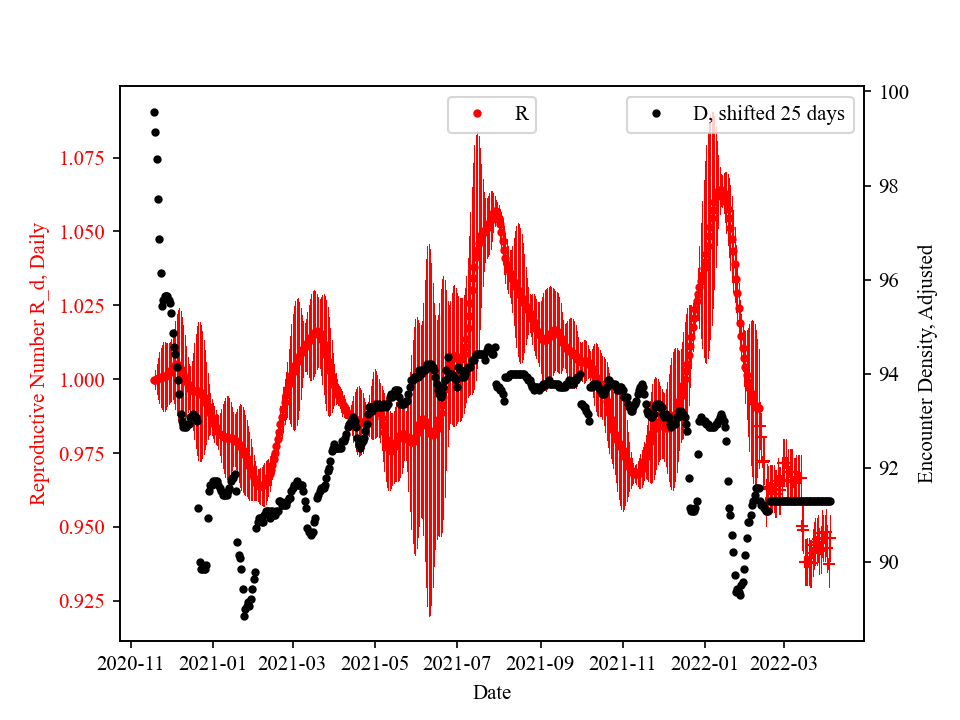 R
D, shifted 25 days
Reproductive Number R_d, Daily
1.075
1.050
1.025
1.000
0.975
0.950
0.925
100
98
96
94
92
90
Encounter Density, Adjusted
2020-11 2021-01 2021-03 2021-05 2021-07 2021-09 2021-11 2022-01 2022-03
Date